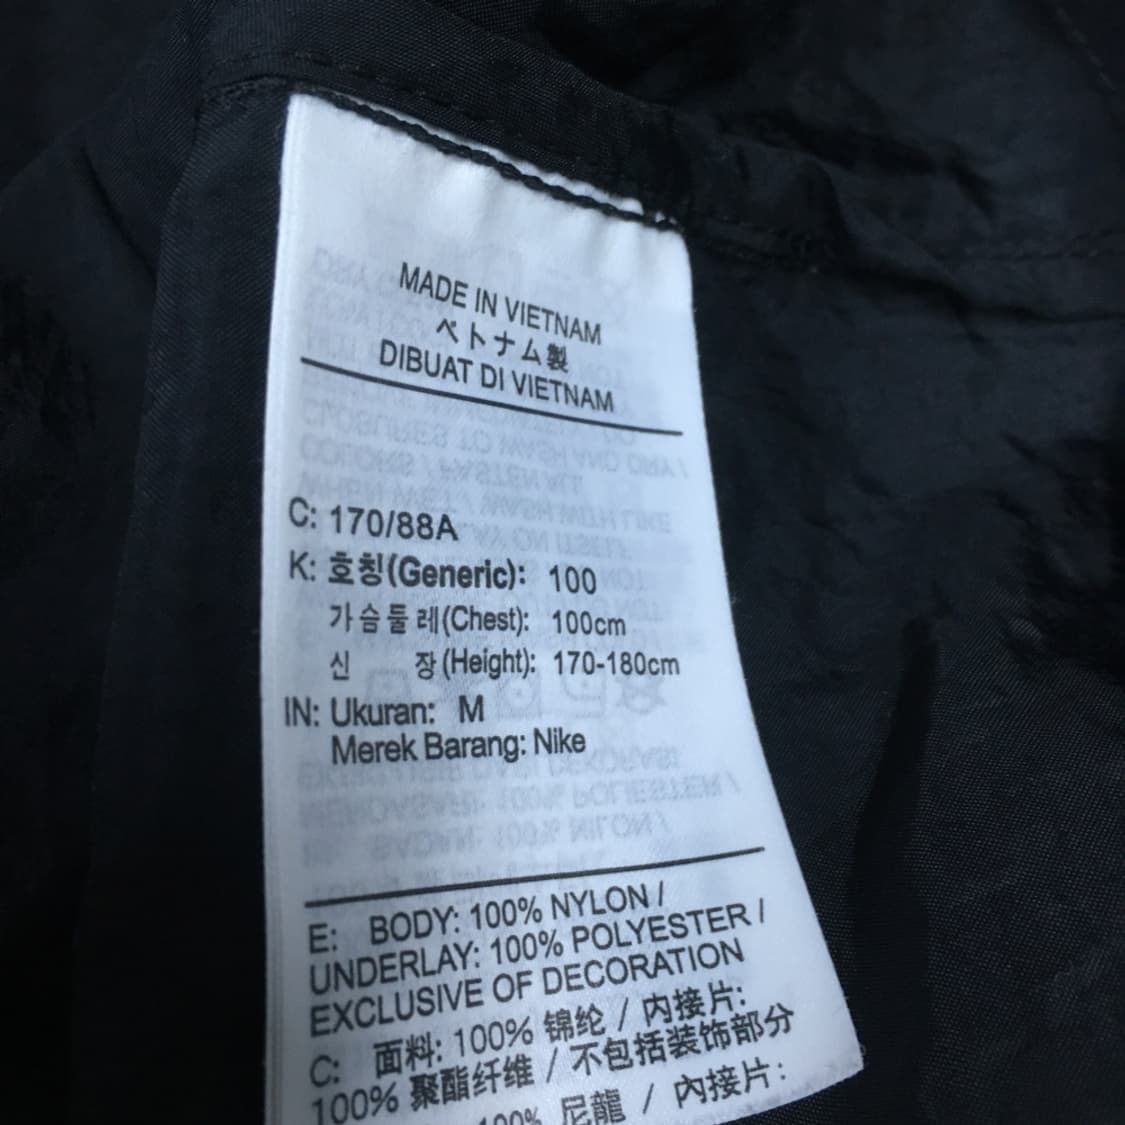 MADE IN VIETNAM
ベトナム製
DIBUAT DI VIETNAM
C: 170/88A
K: 호칭(Generic): 100
가슴둘레(Chest): 100cm
신 장(Height): 170-180cm
IN: Ukuran: M
Merek Barang: Nike
E: BODY: 100% NYLON /
UNDERLAY: 100% POLYESTER /
EXCLUSIVE OF DECORATION
C: 面料: 100% 锦纶 / 内接片:
100% 聚酯纤维 / 不包括装饰部分
100% 尼龍 / 內接片: